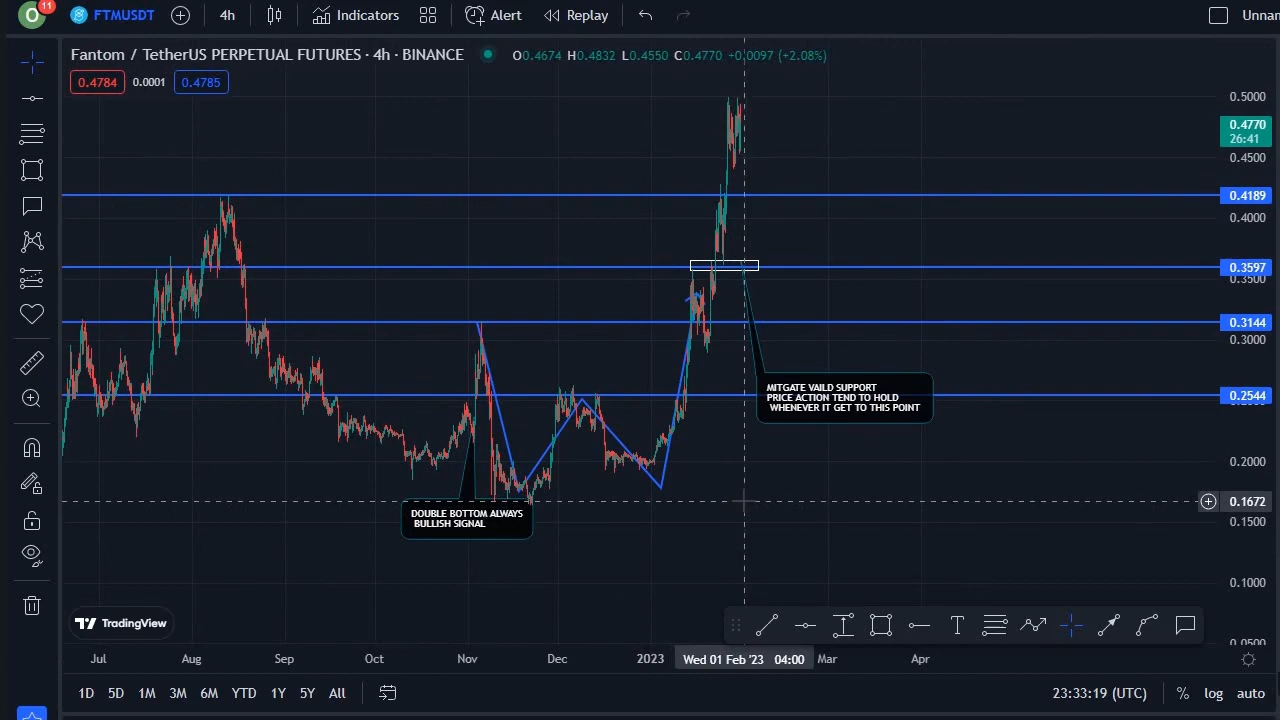 O
11
FTMUSDT
4h
Indicators
Alert
Replay
Unnan
Fantom / TetherUS PERPETUAL FUTURES · 4h · BINANCE
O0.4674 H0.4832 L0.4550 C0.4770 +0.0097 (+2.08%)
0.4784
0.0001
0.4785
0.5000
0.4770
26:41
0.4500
0.4189
0.4000
0.3597
0.3500
0.3144
0.3000
0.2544
0.2000
0.1672
0.1500
0.1000
0.0500
MITGATE VAILD SUPPORT
PRICE ACTION TEND TO HOLD
WHENEVER IT GET TO THIS POINT
DOUBLE BOTTOM ALWAYS
BULLISH SIGNAL
TradingView
T
Jul
Aug
Sep
Oct
Nov
Dec
2023
Wed 01 Feb '23 04:00
Mar
Apr
1D 5D 1M 3M 6M YTD 1Y 5Y All
23:33:19 (UTC)
% log auto